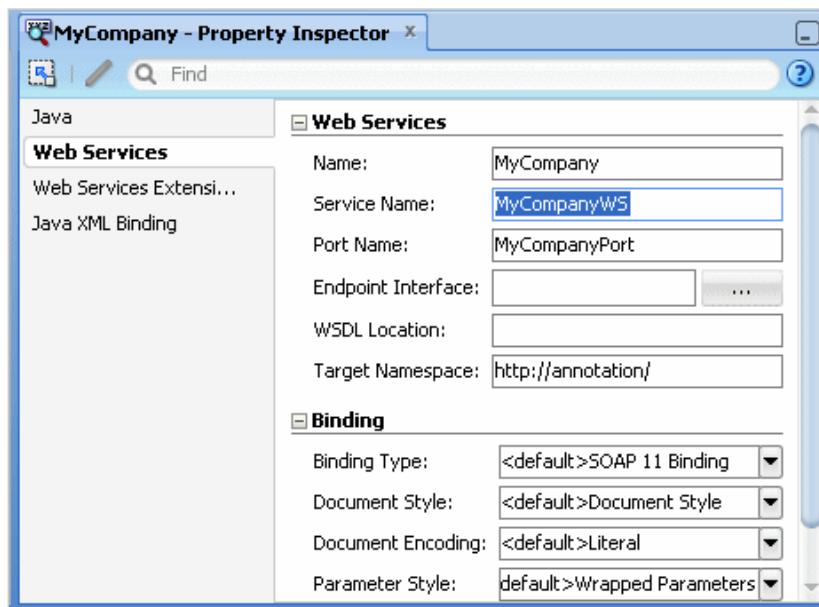 MyCompany - Property Inspector x
Find
Java
Web Services
Web Services Extensi...
Java XML Binding
Web Services
Name: MyCompany
Service Name: MyCompanyWS
Port Name: MyCompanyPort
Endpoint Interface: ...
WSDL Location:
Target Namespace: http://annotation/
Binding
Binding Type: <default>SOAP 11 Binding
Document Style: <default>Document Style
Document Encoding: <default>Literal
Parameter Style: default>Wrapped Parameters